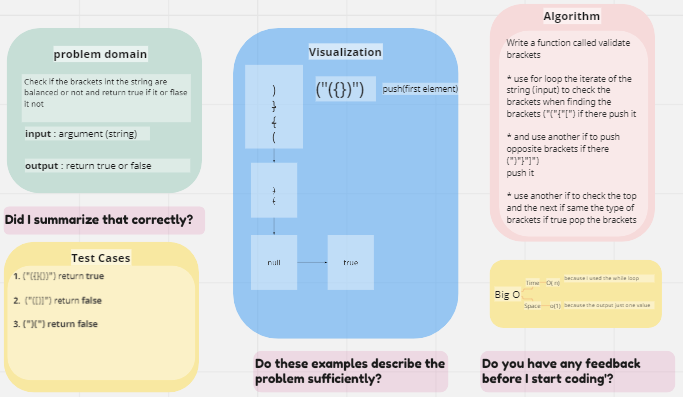 problem domain
Check if the brackets int the string are
balanced or not and return true if it or flase
it not
input : argument (string)
output : return true or false
Did I summarize that correctly?
Test Cases
return true
return false
3. (")(") return false
Visualization
)
}
{
(
("({})")
push(first element)
}
{
null
true
Do these examples describe the
problem sufficiently?
Algorithm
Write a function called validate
brackets
* use for loop the iterate of the
string (input) to check the
brackets when finding the
brackets ("("{"[") if there push it
* and use another if to push
opposite brackets if there
(")"}"]")
push it
* use another if to check the top
and the next if same the type of
brackets if true pop the brackets
Big O
Time
O( n)
because I used the while loop
Space
o(1)
because the output just one value
Do you have any feedback
before I start coding'?